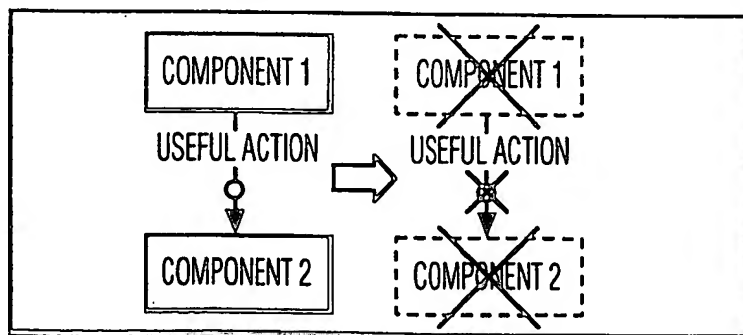 COMPONENT 1
USEFUL ACTION
COMPONENT 2
COMPONENT 1
USEFUL ACTION
COMPONENT 2